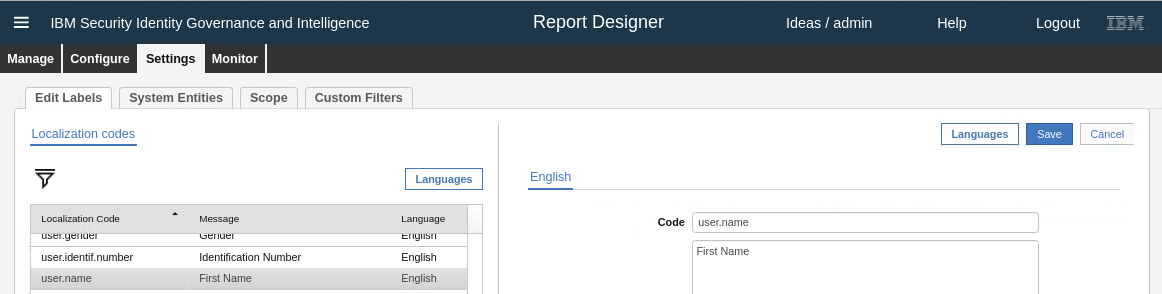 IBM Security Identity Governance and Intelligence Report Designer Ideas / admin Help Logout IBM
Manage Configure Settings Monitor
Edit Labels System Entities Scope Custom Filters
Localization codes
Languages
Localization Code Message Language
user.gender Gender English
user.identif.number Identification Number English
user.name First Name English
Languages Save Cancel
English
Code user.name
First Name